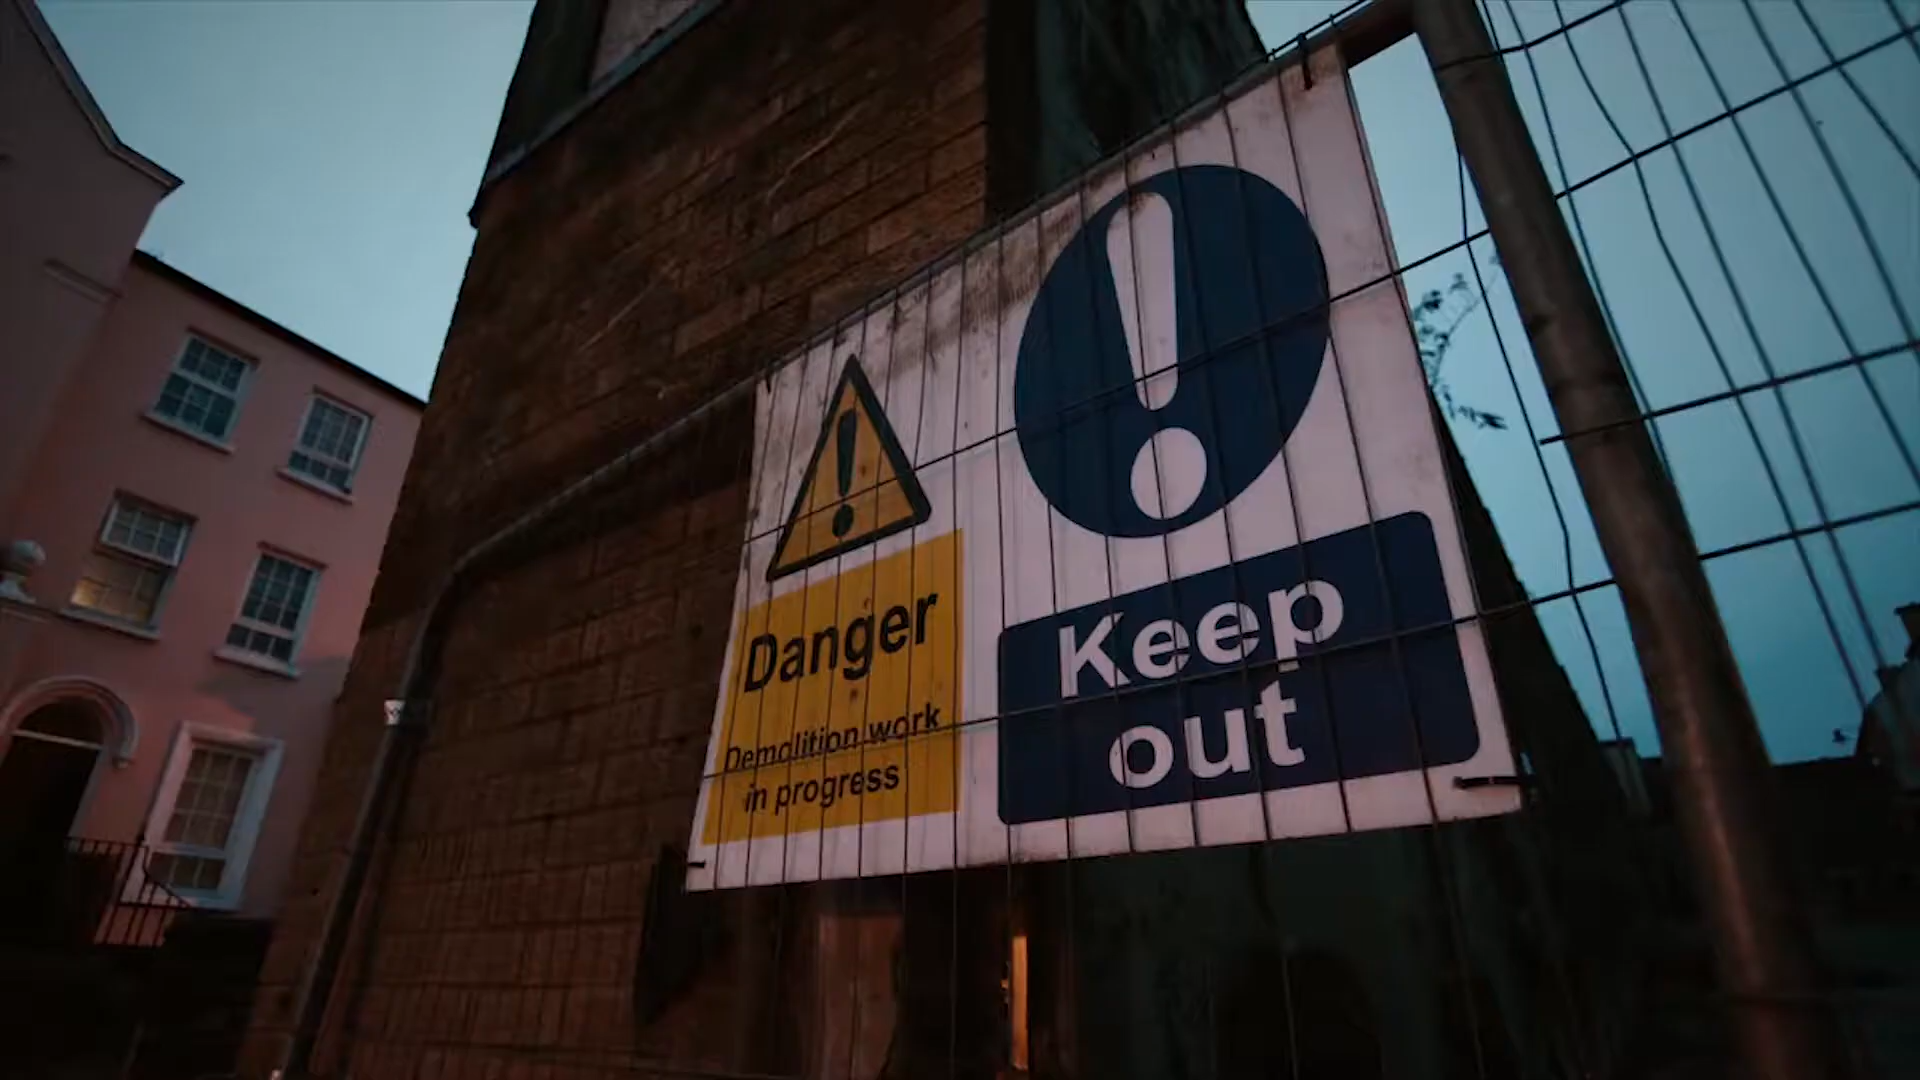 Danger
Demolition work
in progress
Keep
out